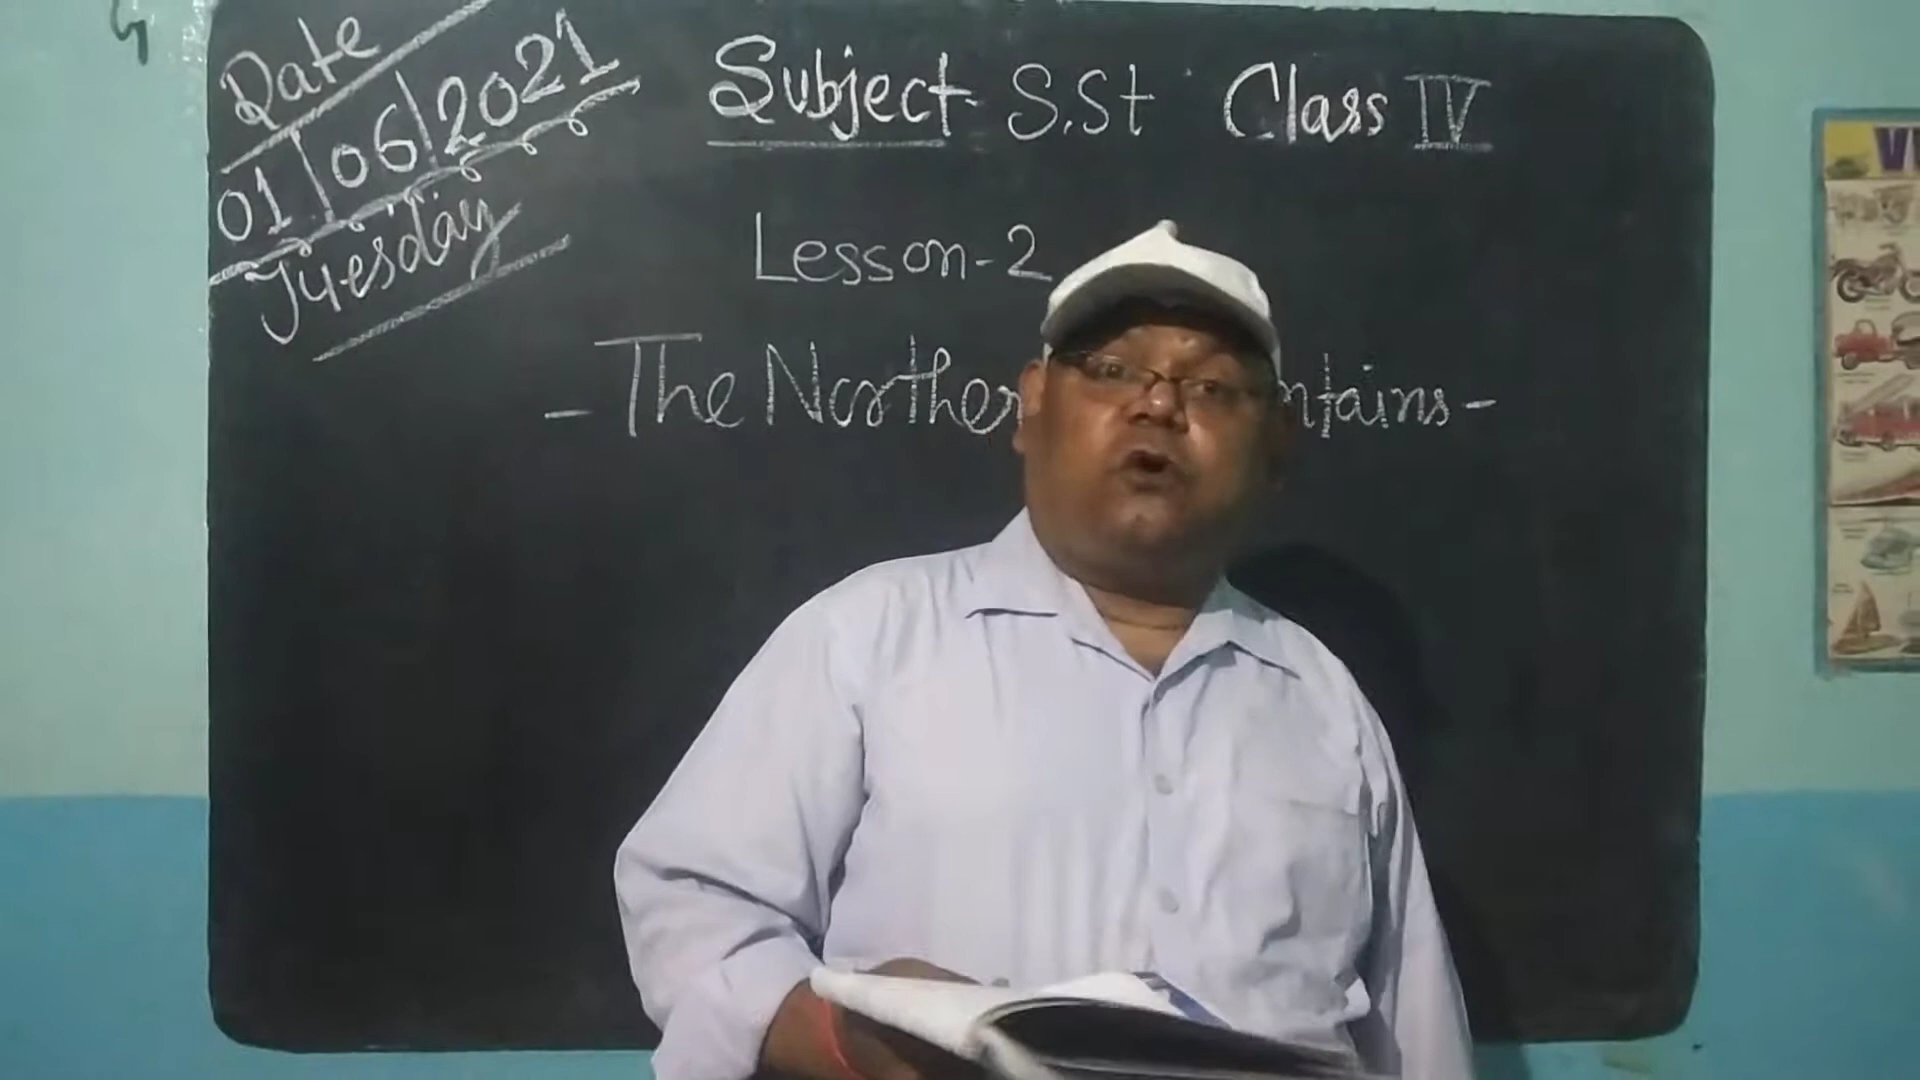 Date
01/06/2021
Tuesday
Subject- S.St Class IV
Lesson-2
- The Norther ntains -